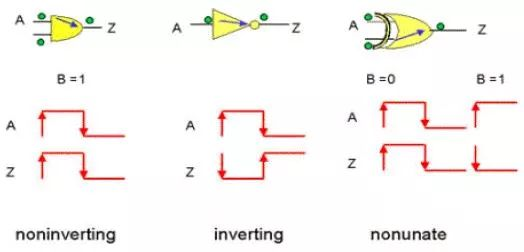 A Z A Z A Z
B = 1 B =0 B =1
A A A
Z Z Z
noninverting inverting nonunate